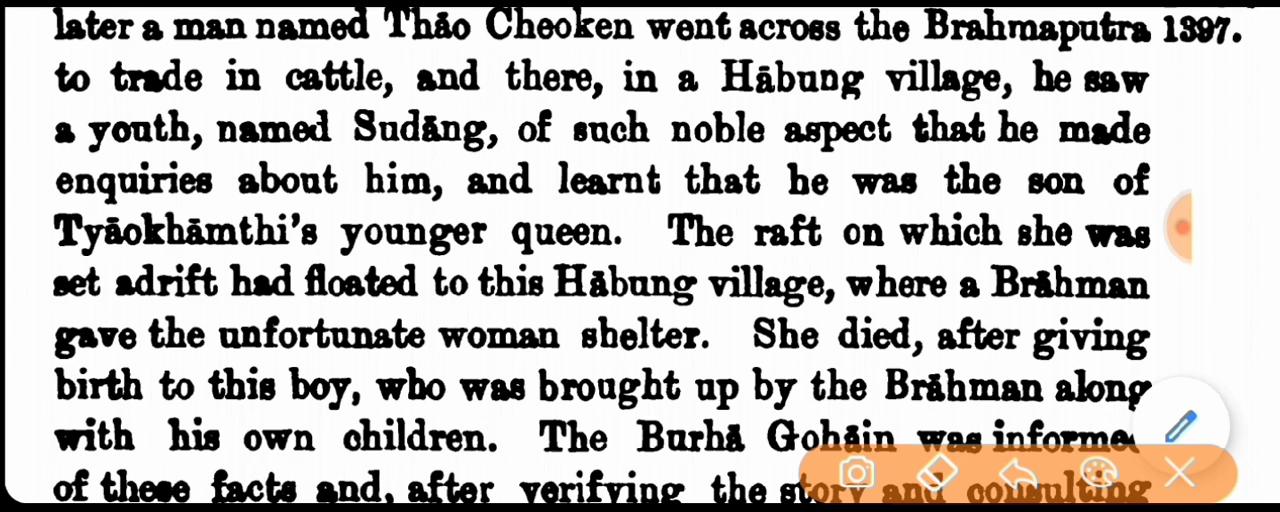 later a man named Thāo Cheoken went across the Brahmaputra 1397.
to trade in cattle, and there, in a Hābung village, he saw
a youth, named Sudāng, of such noble aspect that he made
enquiries about him, and learnt that he was the son of
Tyāokhāmthi's younger queen. The raft on which she was
set adrift had floated to this Hābung village, where a Brāhman
gave the unfortunate woman shelter. She died, after giving
birth to this boy, who was brought up by the Brāhman along
with his own children. The Burhā Gohāin was informed
of these facts and, after verifying the story and consulting